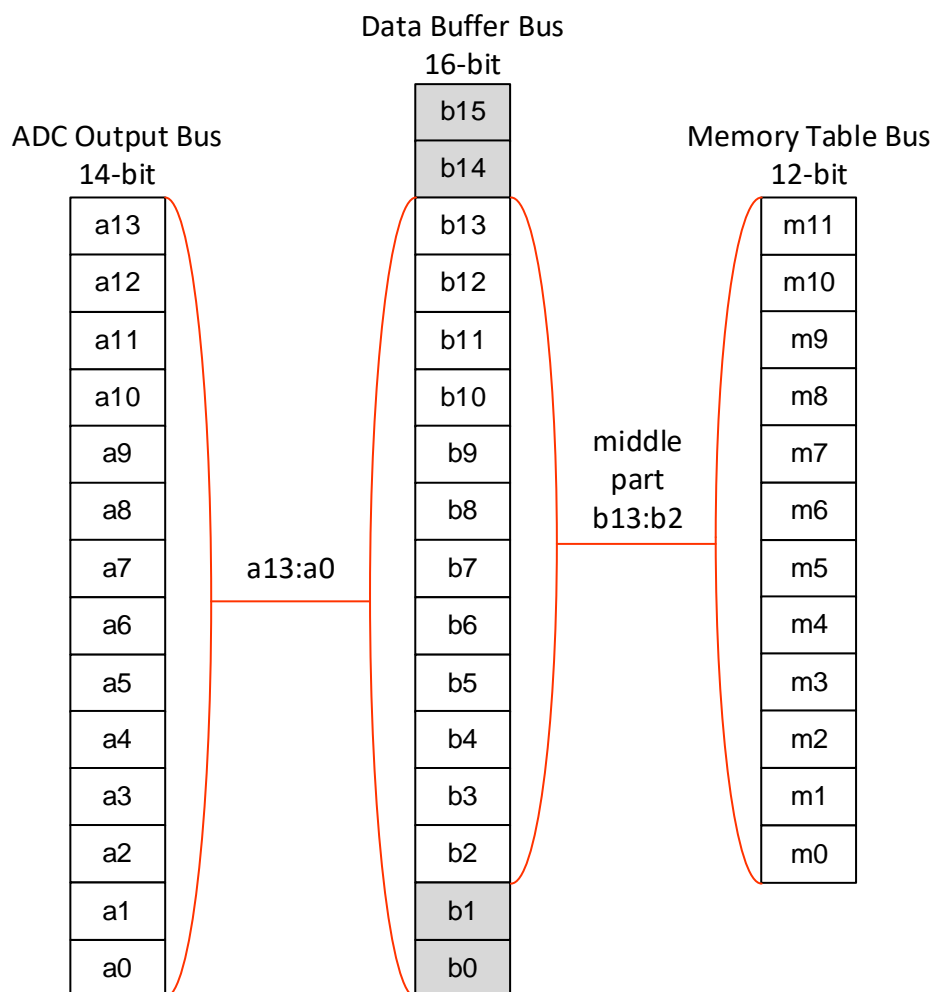 Data Buffer Bus
16-bit
ADC Output Bus
14-bit
Memory Table Bus
12-bit
b15
b14
a13
b13
m11
a12
b12
m10
a11
b11
m9
a10
b10
m8
a9
b9
m7
a8
b8
m6
a7
b7
m5
a6
b6
m4
a5
b5
m3
a4
b4
m2
a3
b3
m1
a2
b2
m0
a1
b1
a0
b0
a13:a0
middle
part
b13:b2